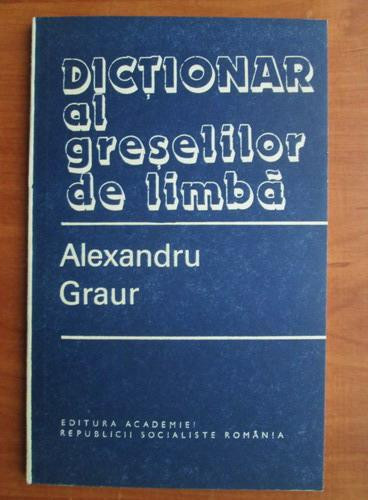 DICȚIONAR
al
greșelilor
de limbă
Alexandru
Graur
EDITURA ACADEMIEI
REPUBLICII SOCIALISTE ROMÂNIA